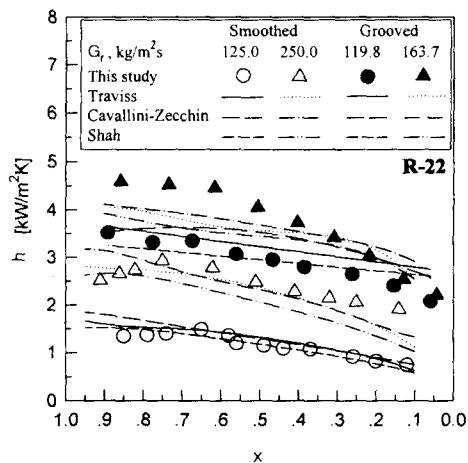 8
7
6
5
4
3
2
1
0
h [kW/m²K]
Smoothed Grooved
Gᵣ, kg/m²s 125.0 250.0 119.8 163.7
This study
Traviss
Cavallini-Zecchin
Shah
R-22
1.0 .9 .8 .7 .6 .5 .4 .3 .2 .1 0.0
x